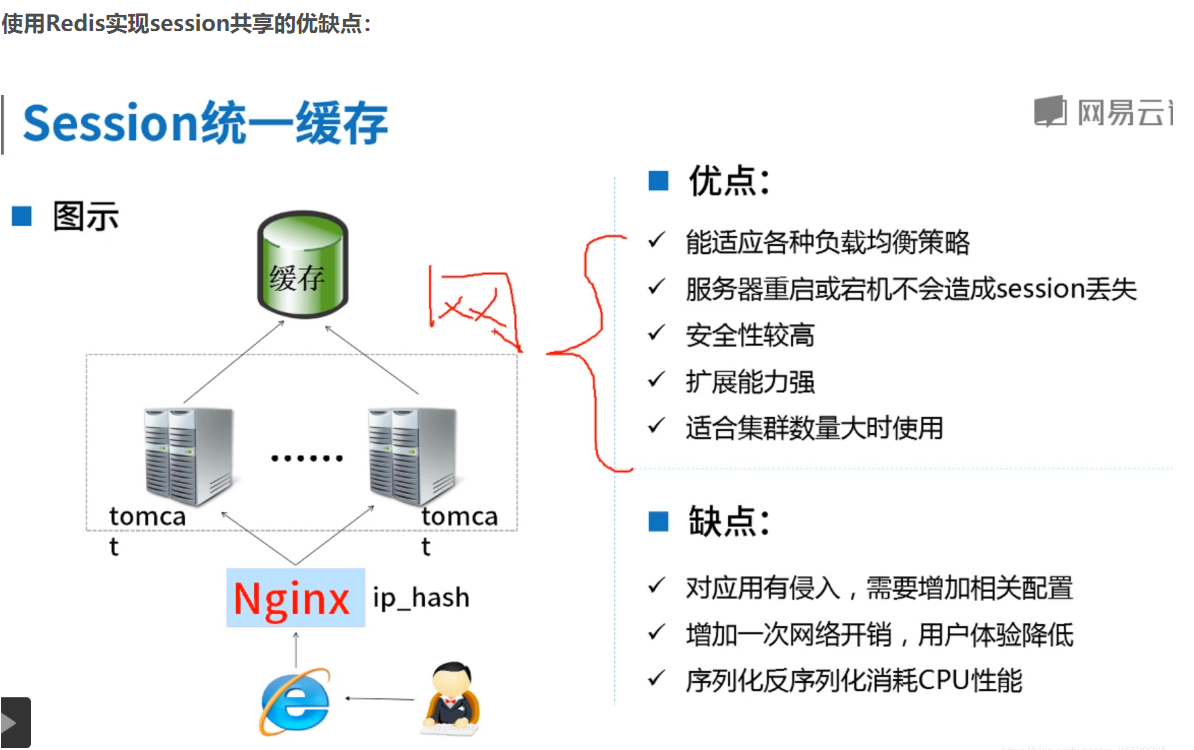 使用Redis实现session共享的优缺点：
Session统一缓存
网易云
图示
缓存
网
tomca
t
tomca
t
Nginx
ip_hash
优点：
能适应各种负载均衡策略
服务器重启或宕机不会造成session丢失
安全性较高
扩展能力强
适合集群数量大时使用
缺点：
对应用有侵入，需要增加相关配置
增加一次网络开销，用户体验降低
序列化反序列化消耗CPU性能